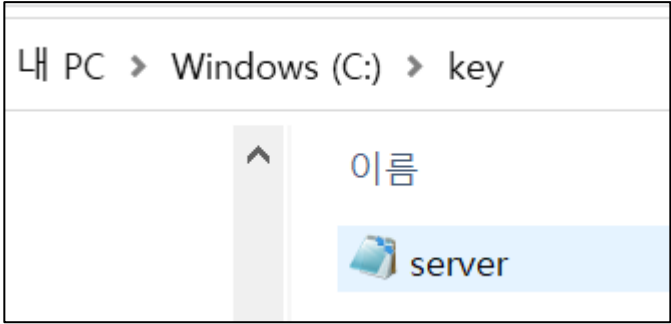 내 PC > Windows (C:) > key
이름
server